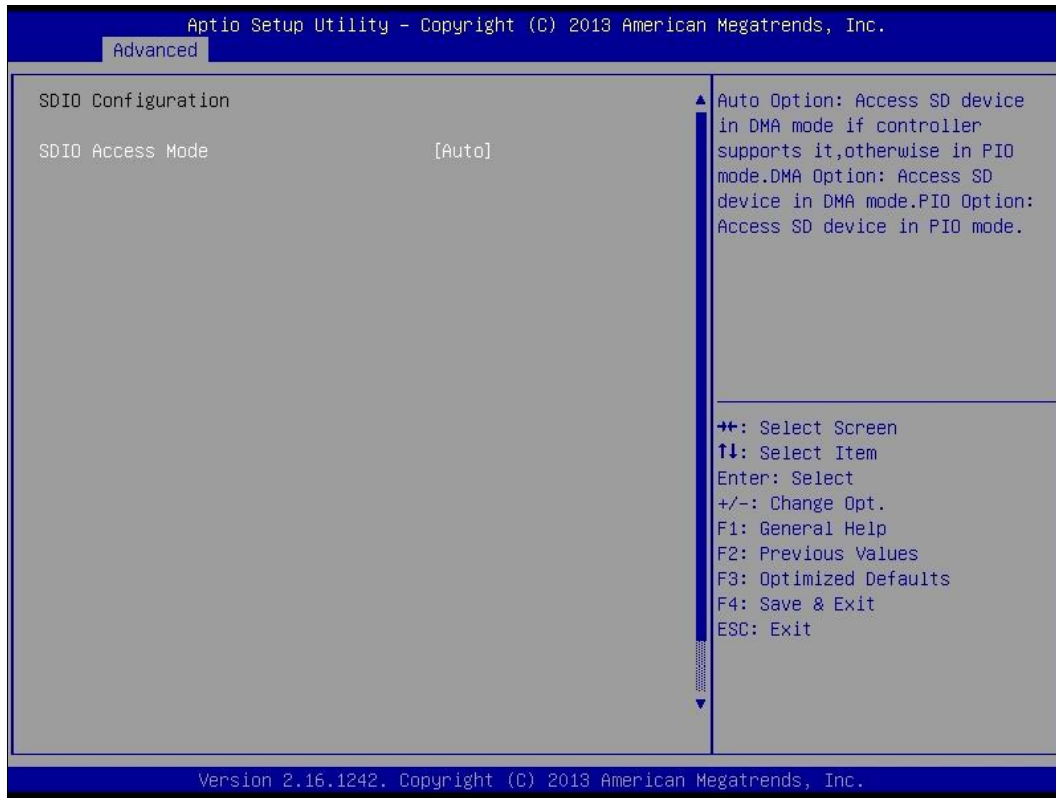 Aptio Setup Utility – Copyright (C) 2013 American Megatrends, Inc.
Advanced
SDIO Configuration
SDIO Access Mode [Auto]
Auto Option: Access SD device
in DMA mode if controller
supports it,otherwise in PIO
mode.DMA Option: Access SD
device in DMA mode.PIO Option:
Access SD device in PIO mode.
→←: Select Screen
↑↓: Select Item
Enter: Select
+/-: Change Opt.
F1: General Help
F2: Previous Values
F3: Optimized Defaults
F4: Save & Exit
ESC: Exit
Version 2.16.1242. Copyright (C) 2013 American Megatrends, Inc.